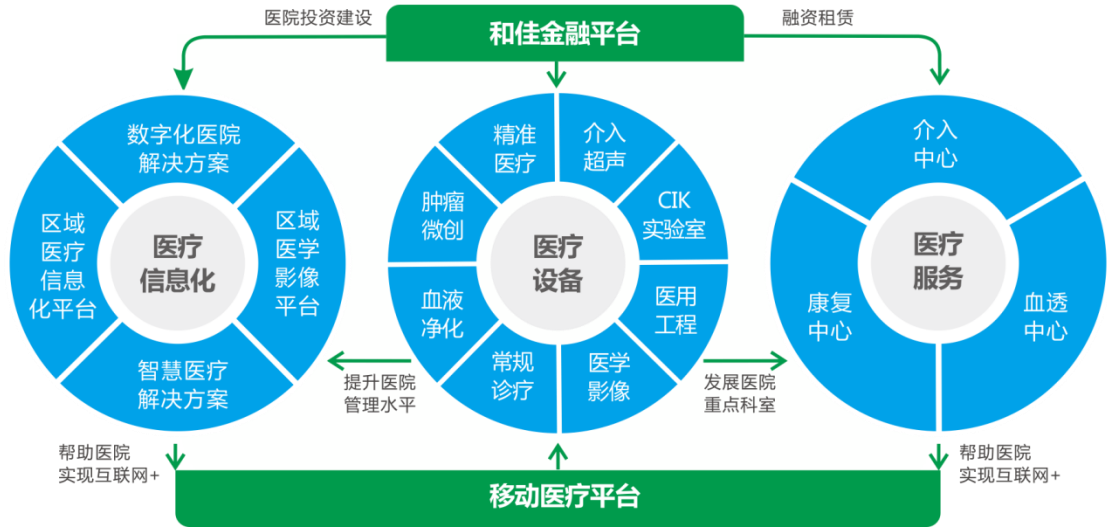 医院投资建设
和佳金融平台
融资租赁
数字化医院
解决方案
区域
医疗
信息
化平台
医疗
信息化
区域
医学
影像
平台
智慧医疗
解决方案
精准
医疗
介入
超声
肿瘤
微创
CIK
实验室
医疗
设备
血液
净化
医用
工程
常规
诊疗
医学
影像
介入
中心
医疗
服务
康复
中心
血透
中心
提升医院
管理水平
发展医院
重点科室
帮助医院
实现互联网+
移动医疗平台
帮助医院
实现互联网+